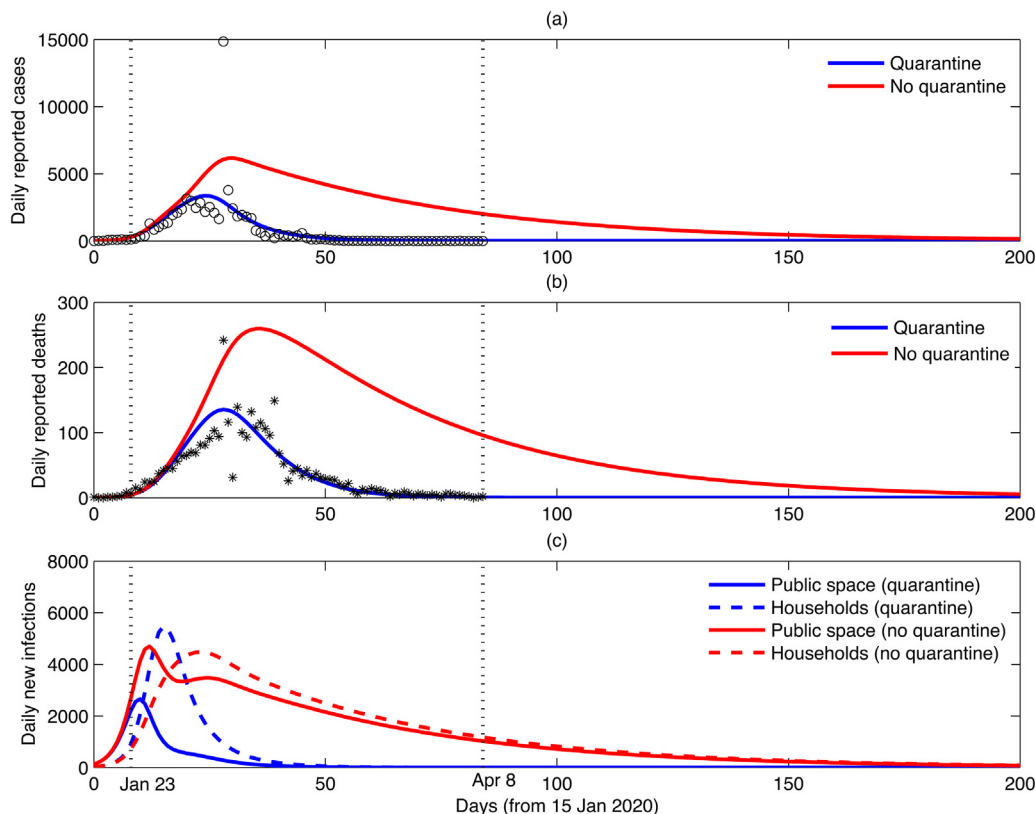 (a)
15000
10000
5000
0
0
50
100
150
200
Daily reported cases
Quarantine
No quarantine
(b)
300
200
100
0
0
50
100
150
200
Daily reported deaths
Quarantine
No quarantine
(c)
8000
6000
4000
2000
0
0
50
100
150
200
Daily new infections
Public space (quarantine)
Households (quarantine)
Public space (no quarantine)
Households (no quarantine)
Jan 23
Apr 8
Days (from 15 Jan 2020)